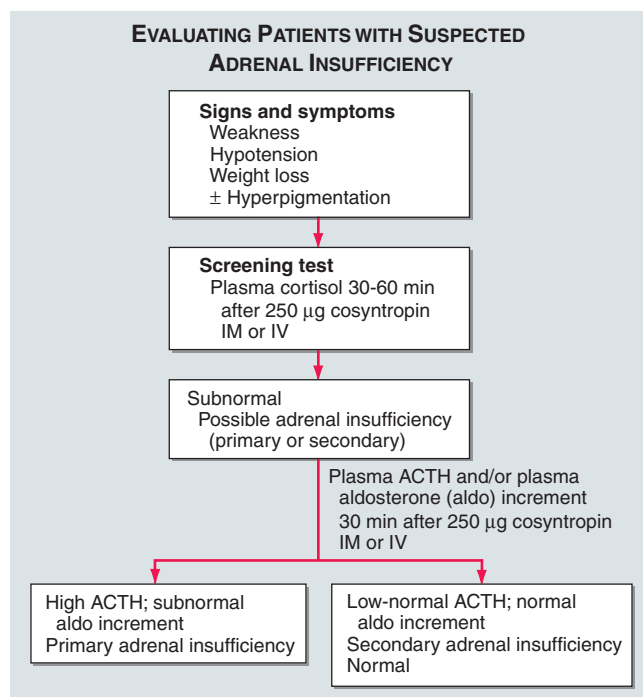 EVALUATING PATIENTS WITH SUSPECTED
ADRENAL INSUFFICIENCY
Signs and symptoms
Weakness
Hypotension
Weight loss
± Hyperpigmentation
Screening test
Plasma cortisol 30-60 min
after 250 μg cosyntropin
IM or IV
Subnormal
Possible adrenal insufficiency
(primary or secondary)
Plasma ACTH and/or plasma
aldosterone (aldo) increment
30 min after 250 μg cosyntropin
IM or IV
High ACTH; subnormal
aldo increment
Primary adrenal insufficiency
Low-normal ACTH; normal
aldo increment
Secondary adrenal insufficiency
Normal